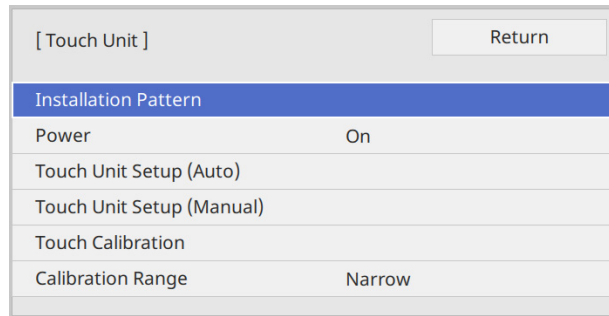 [ Touch Unit ]
Return
Installation Pattern
Power On
Touch Unit Setup (Auto)
Touch Unit Setup (Manual)
Touch Calibration
Calibration Range Narrow